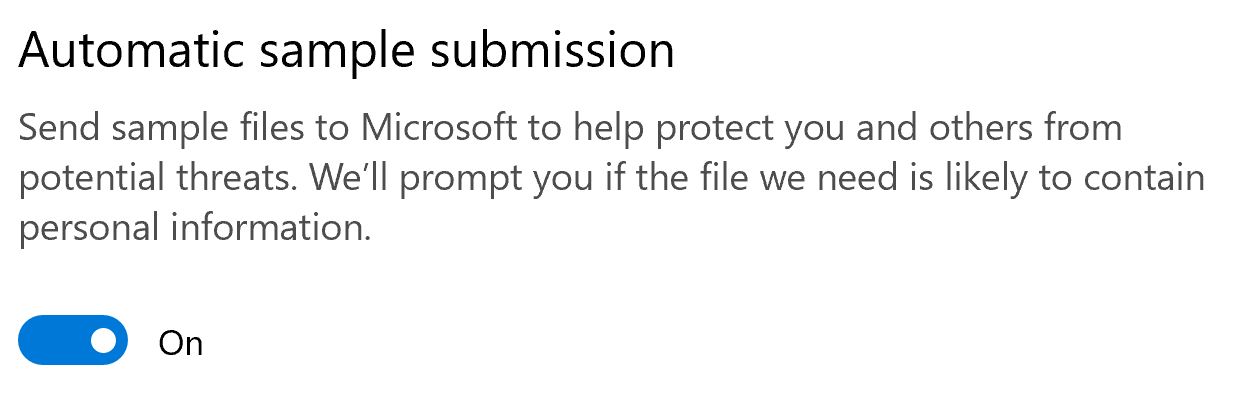 Automatic sample submission
Send sample files to Microsoft to help protect you and others from
potential threats. We’ll prompt you if the file we need is likely to contain
personal information.
On